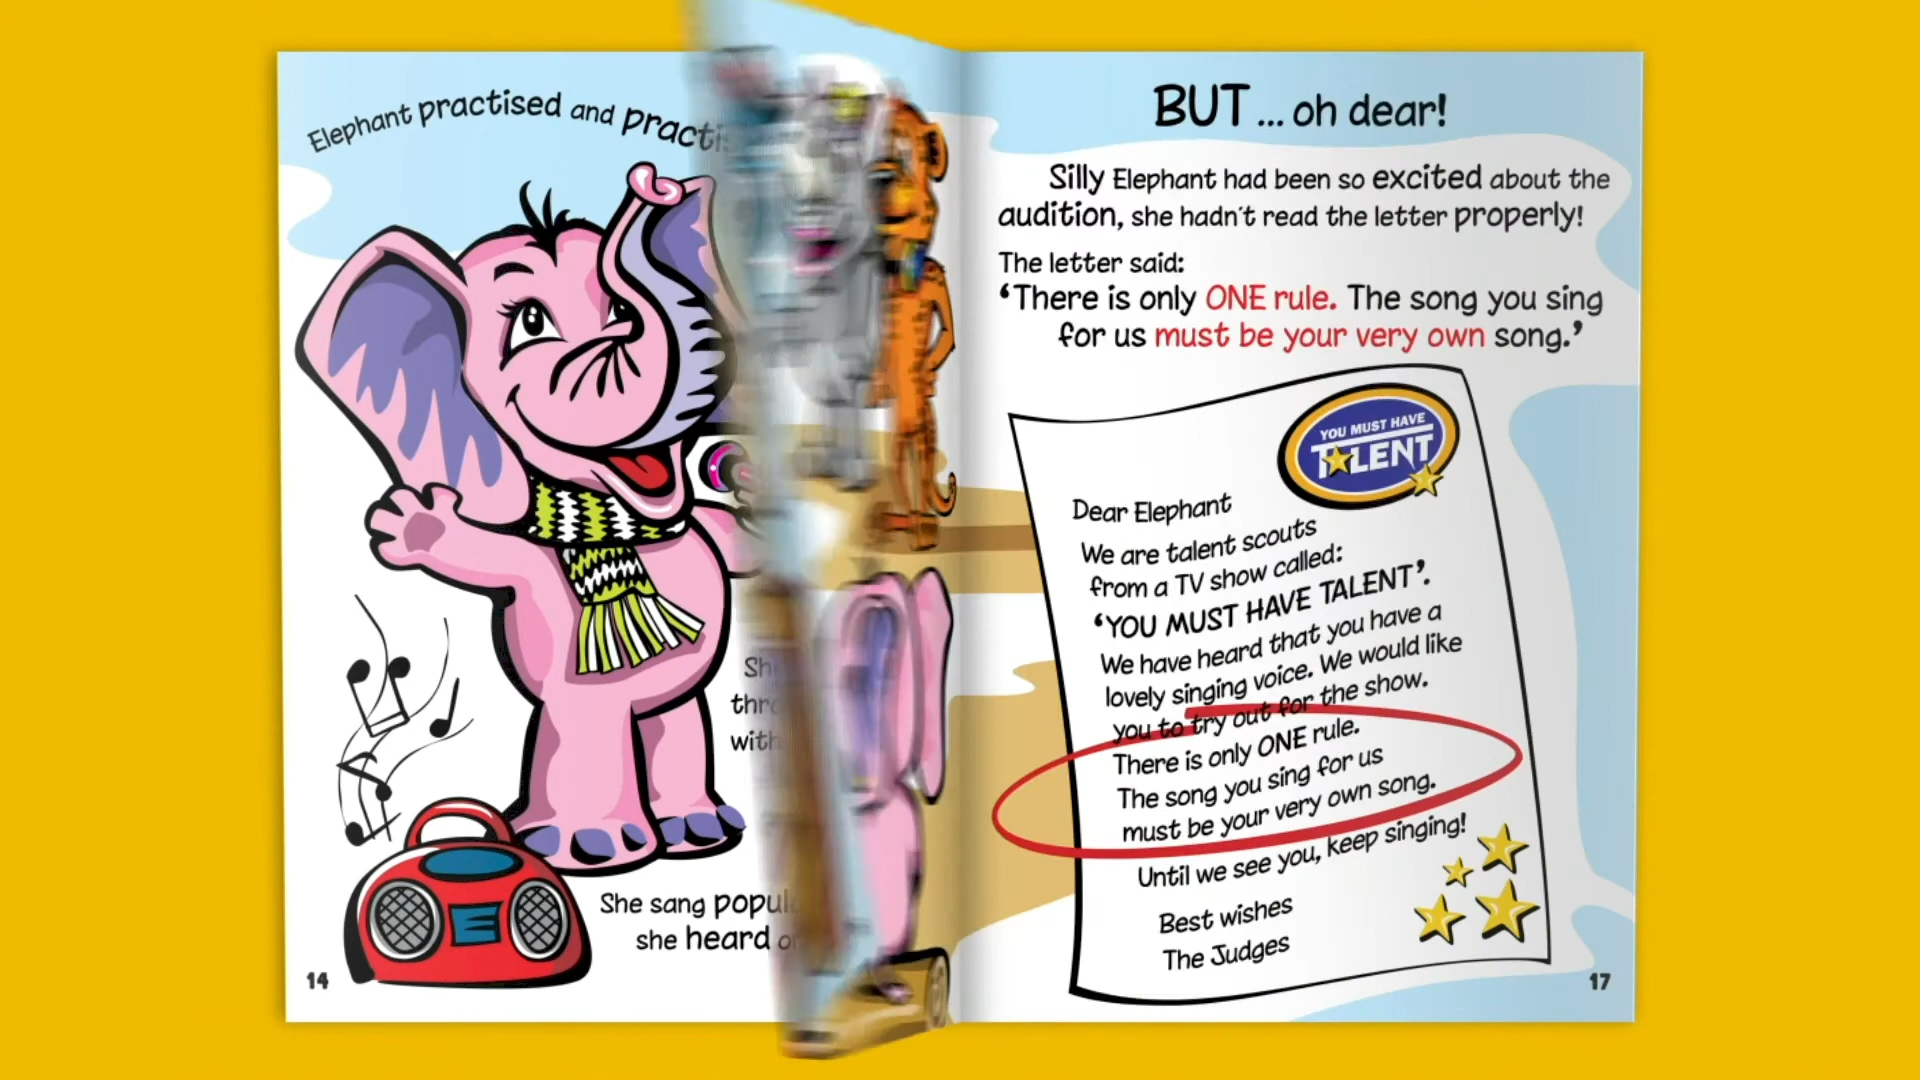 Elephant practised and
She sang
she heard
14
BUT... oh dear!
Silly Elephant had been so excited about the
audition, she hadn't read the letter properly!
The letter said:
‘There is only ONE rule. The song you sing
for us must be your very own song.’
YOU MUST HAVE
TALENT
Dear Elephant
We are talent scouts
from a TV show called:
‘YOU MUST HAVE TALENT’.
We have heard that you have a
lovely singing voice. We would like
you to try out for the show.
There is only ONE rule.
The song you sing for us
must be your very own song.
Until we see you, keep singing!
Best wishes
The Judges
17